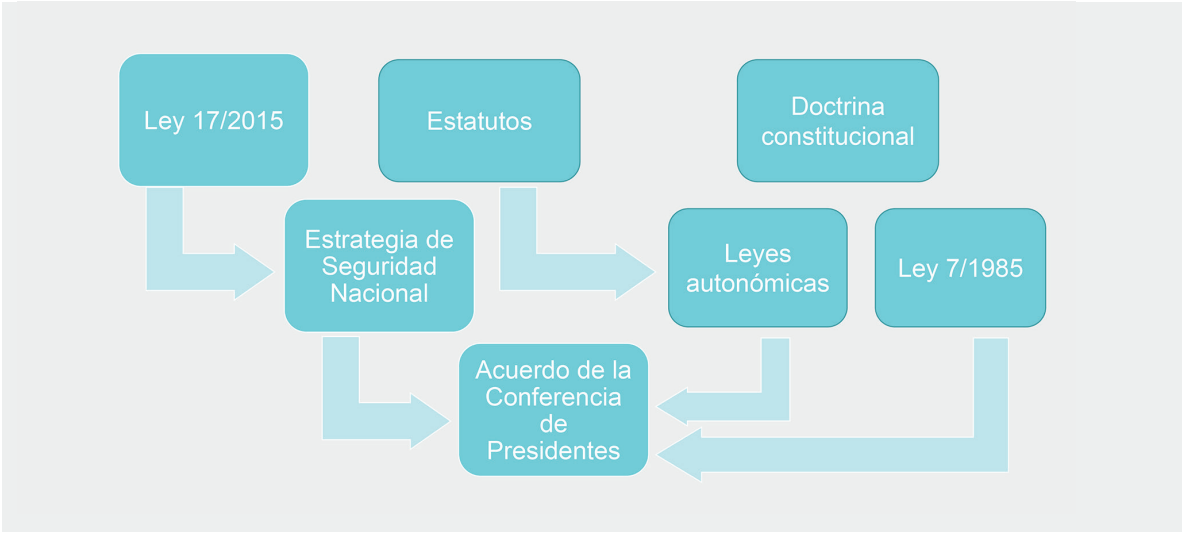 Ley 17/2015
Estatutos
Doctrina
constitucional
Estrategia de
Seguridad
Nacional
Leyes
autonómicas
Ley 7/1985
Acuerdo de la
Conferencia
de
Presidentes